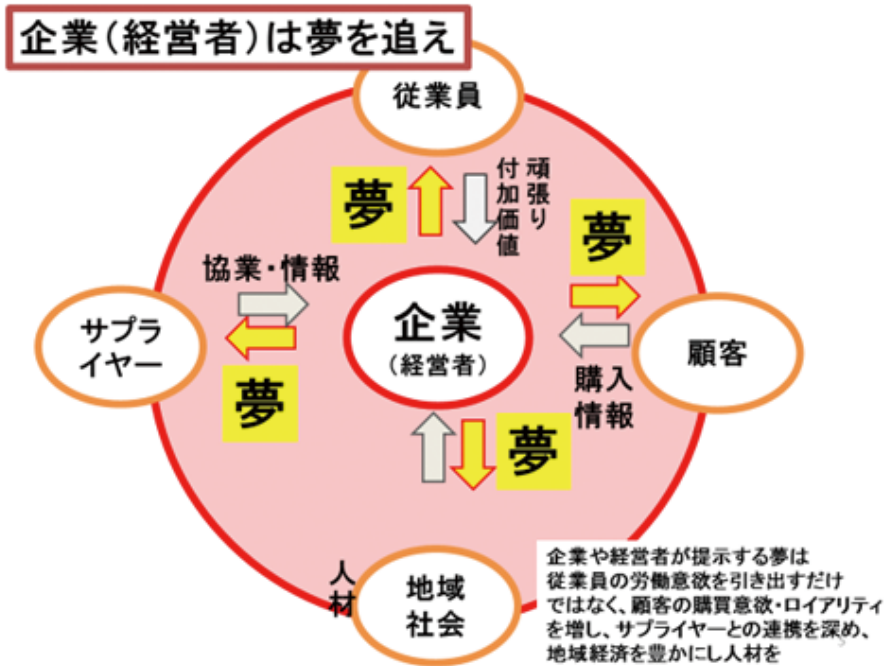 企業(経営者)は夢を追え
従業員
夢
頑張り
付加価値
夢
協業・情報
サプラ
イヤー
企業
(経営者)
顧客
夢
購入
情報
夢
人材
地域
社会
企業や経営者が提示する夢は
従業員の労働意欲を引き出すだけ
ではなく、顧客の購買意欲・ロイアリティ
を増し、サプライヤーとの連携を深め、
地域経済を豊かにし人材を